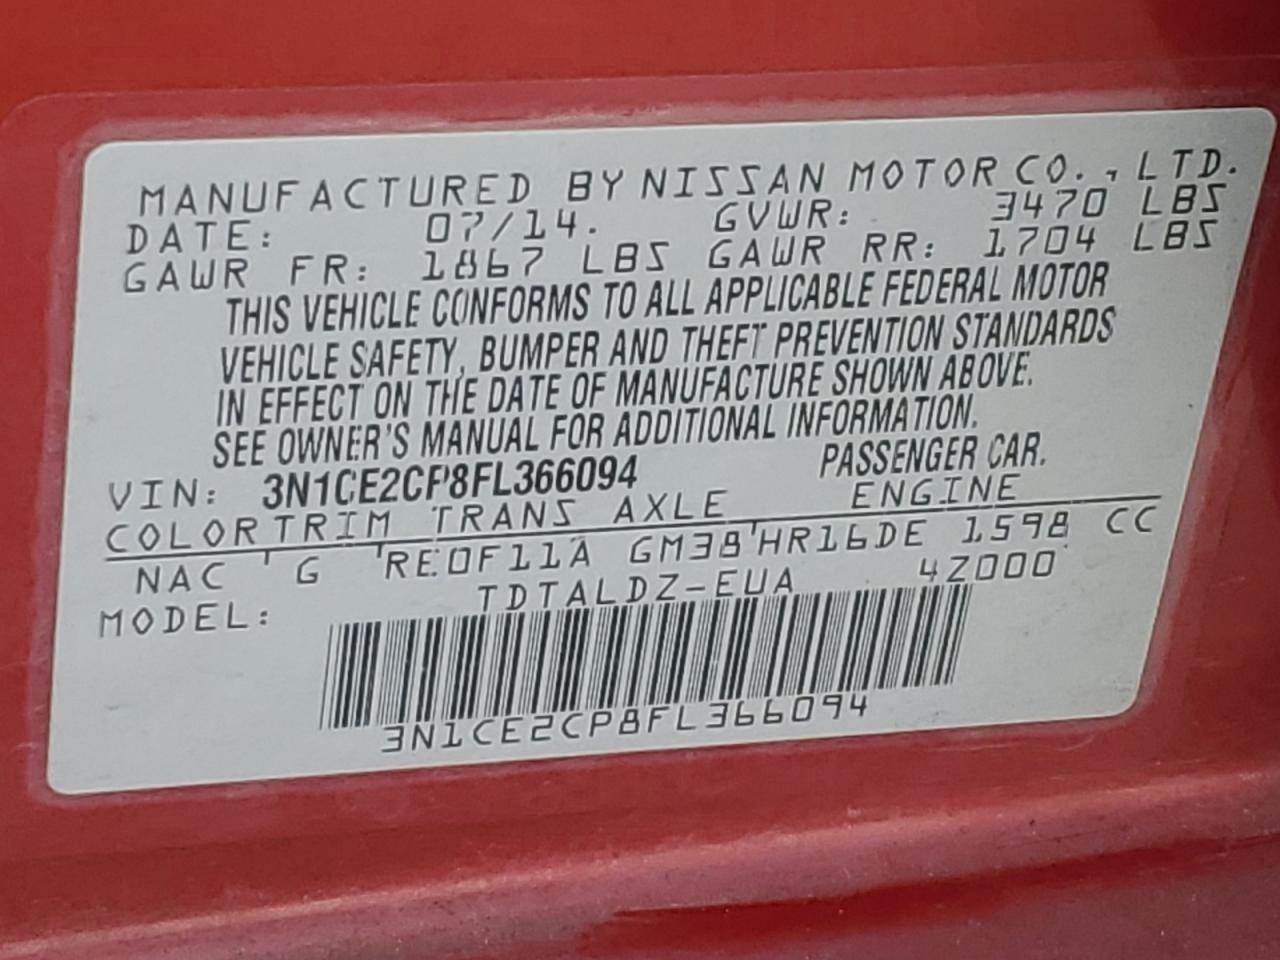 MANUFACTURED BY NISSAN MOTOR CO., LTD.
DATE: 07/14. GVWR: 3470 LBS
GAWR FR: 1867 LBS GAWR RR: 1704 LBS
THIS VEHICLE CONFORMS TO ALL APPLICABLE FEDERAL MOTOR
VEHICLE SAFETY, BUMPER AND THEFT PREVENTION STANDARDS
IN EFFECT ON THE DATE OF MANUFACTURE SHOWN ABOVE.
SEE OWNER'S MANUAL FOR ADDITIONAL INFORMATION.
VIN: 3N1CE2CP8FL366094 PASSENGER CAR.
COLOR TRIM TRANS AXLE ENGINE
NAC ' G ' RE0F11A GM38 ' HR16DE 1598 CC
MODEL: TDTALDZ-EUA 4Z000
3N1CE2CP8FL366094